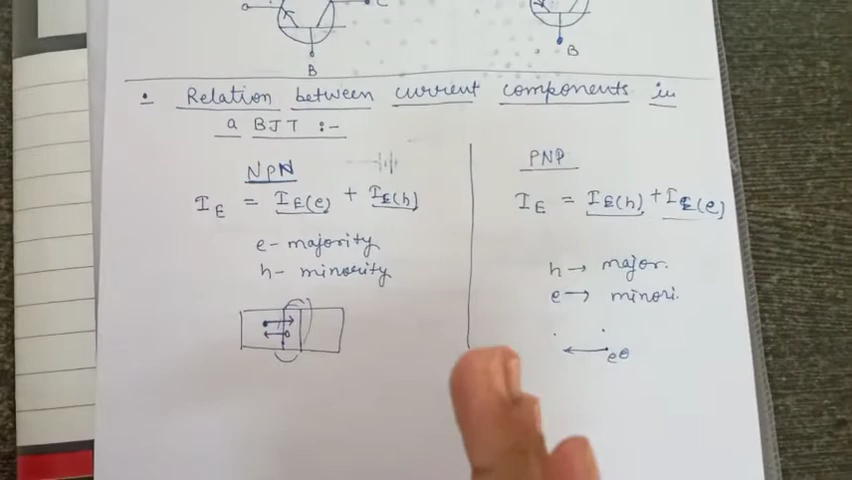 C
B
B
• Relation between current components in
a BJT :-
NPN
I_E = I_E(e) + I_E(h)
e - majority
h - minority
PNP
I_E = I_E(h) + I_E(e)
h → major.
e → minori.
e⊖